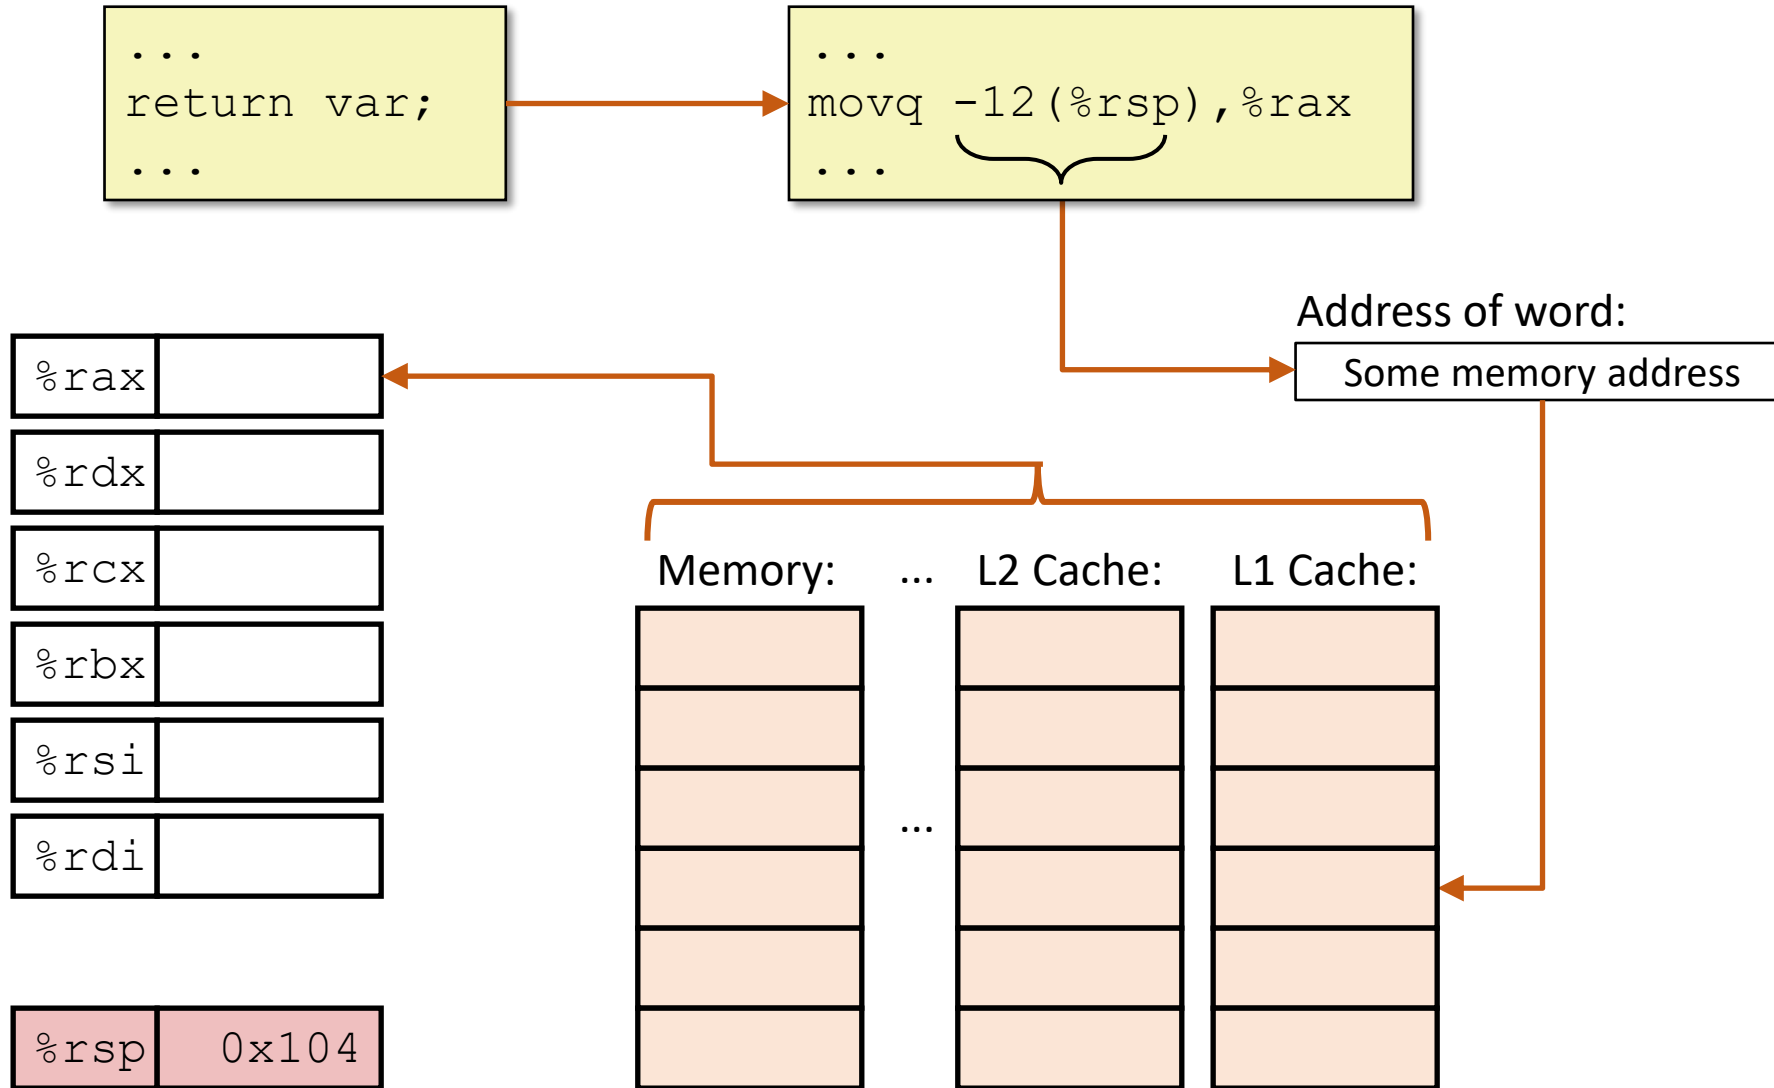 ...
return var;
...
...
movq -12(%rsp),%rax
...
Address of word:
Some memory address
%rax
%rdx
%rcx
%rbx
%rsi
%rdi
%rsp 0x104
Memory: ... L2 Cache: L1 Cache:
...